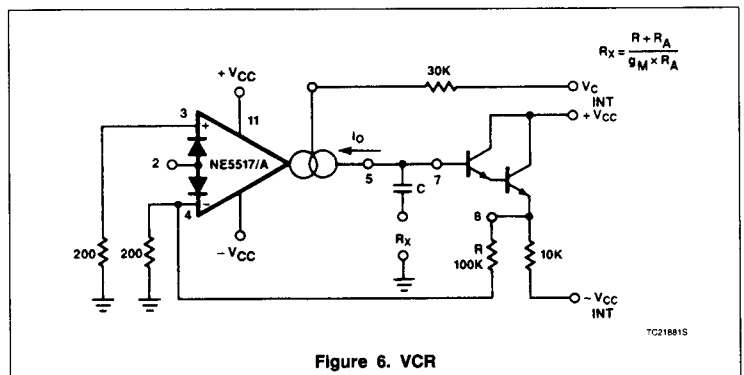 R_X = (R + R_A) / (g_M × R_A)
30K
V_C
INT
+V_CC
+V_CC
3
11
I_O
2
+
NE5517/A
5
7
C
4
−
8
−V_CC
R_X
200
200
R
100K
10K
~V_CC
INT
TC21881S
Figure 6. VCR